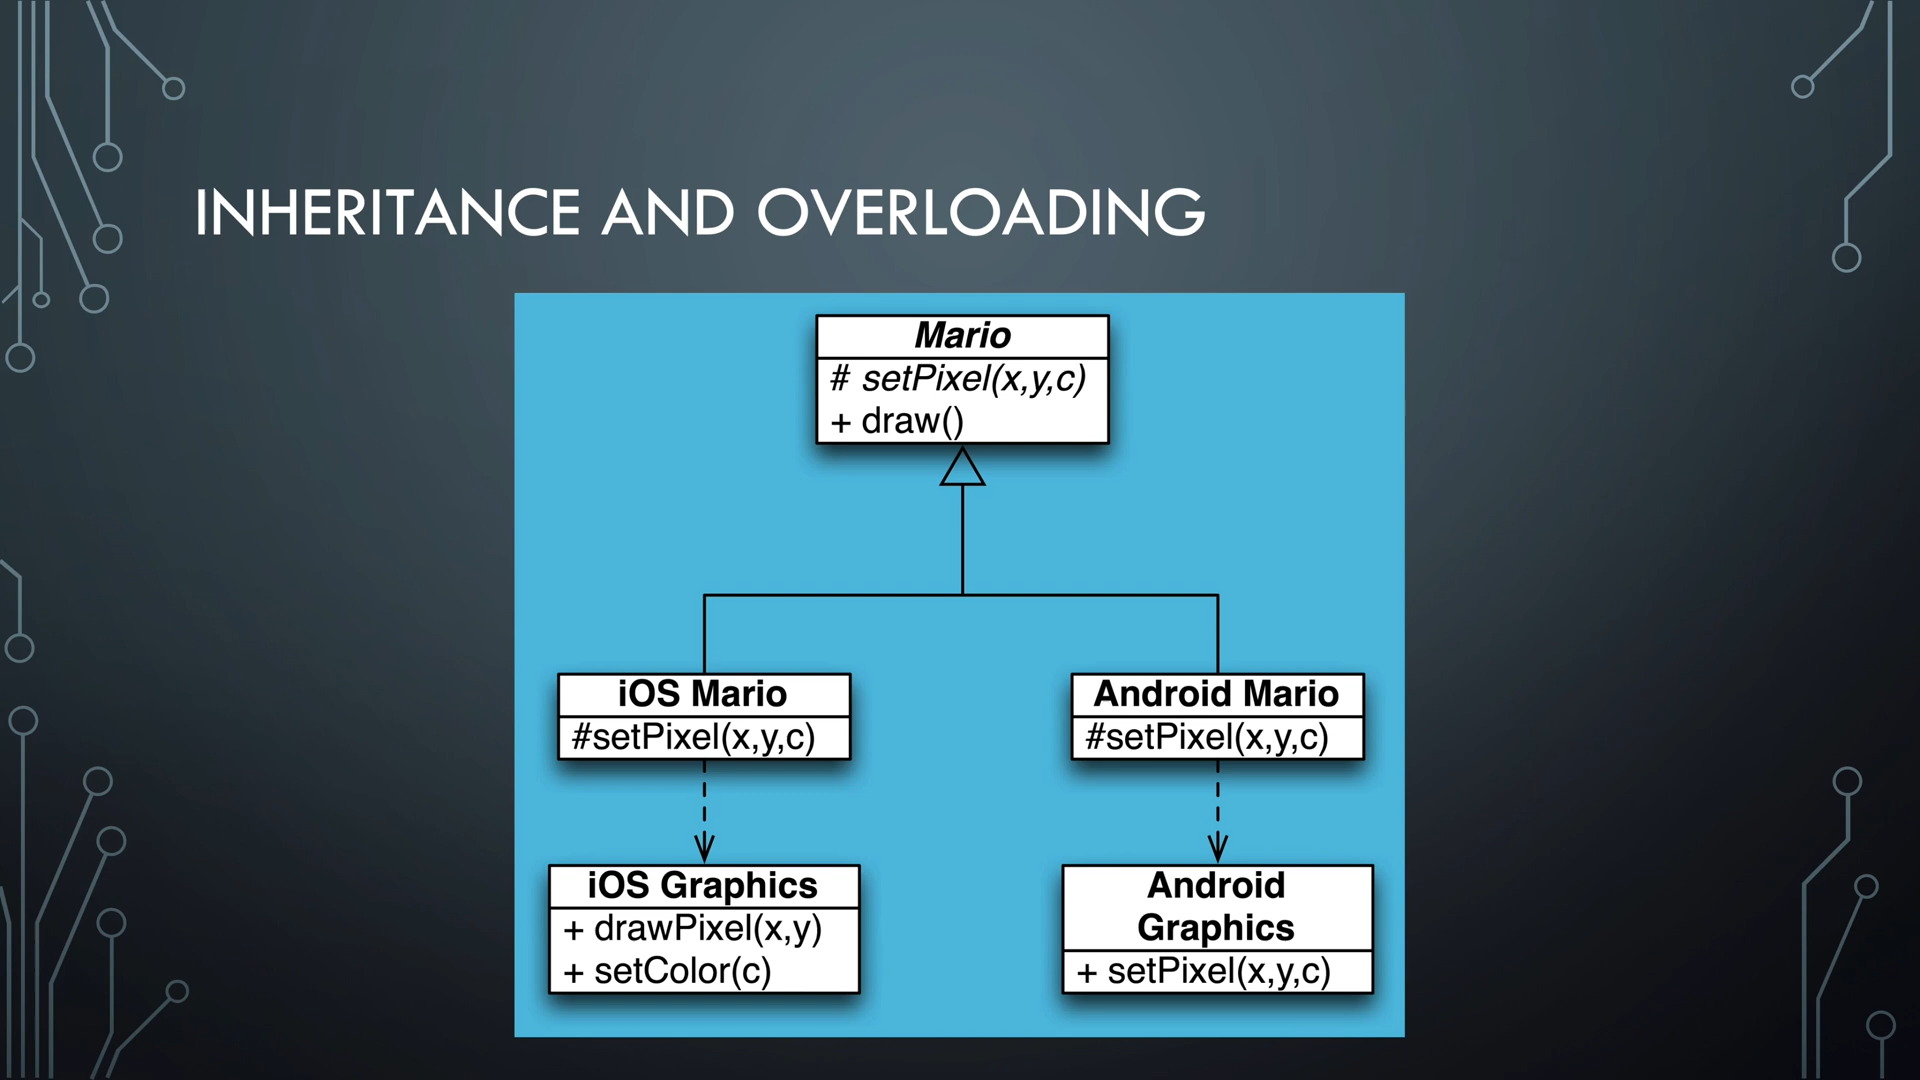 INHERITANCE AND OVERLOADING
Mario
# setPixel(x,y,c)
+ draw()
iOS Mario
#setPixel(x,y,c)
Android Mario
#setPixel(x,y,c)
iOS Graphics
+ drawPixel(x,y)
+ setColor(c)
Android
Graphics
+ setPixel(x,y,c)